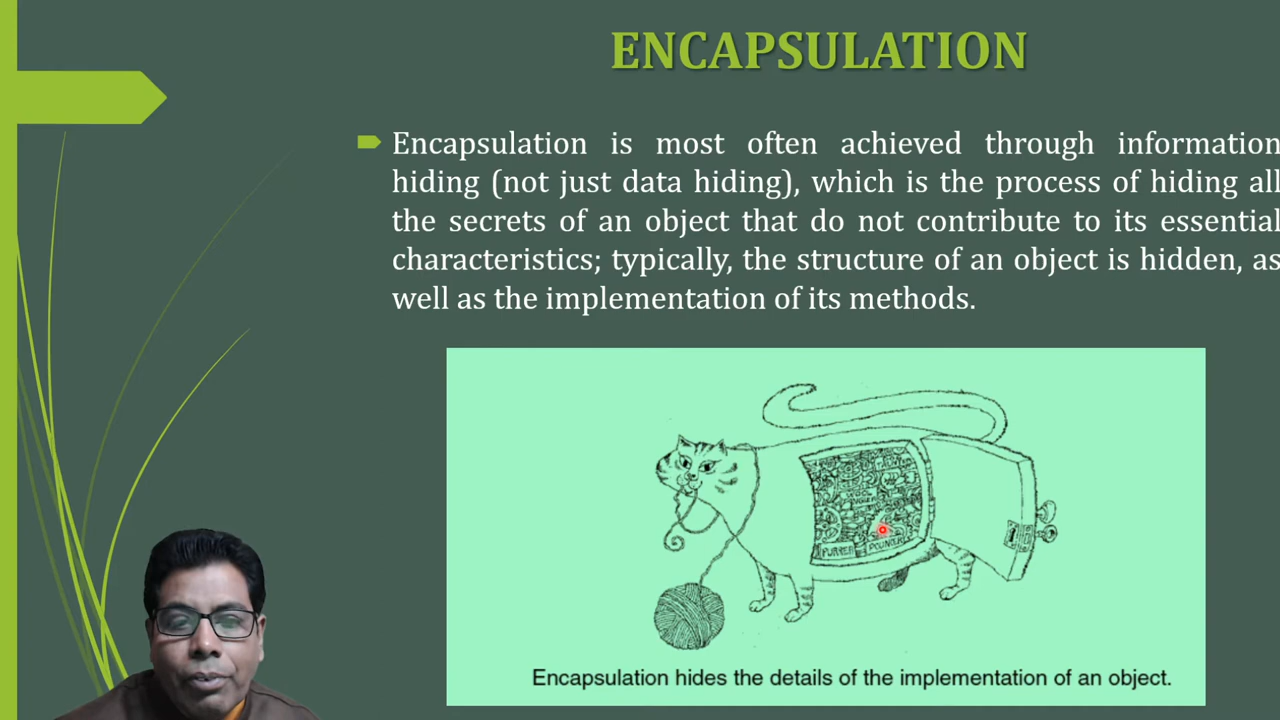 ENCAPSULATION
Encapsulation is most often achieved through information
hiding (not just data hiding), which is the process of hiding all
the secrets of an object that do not contribute to its essential
characteristics; typically, the structure of an object is hidden, as
well as the implementation of its methods.
PURRER
Encapsulation hides the details of the implementation of an object.